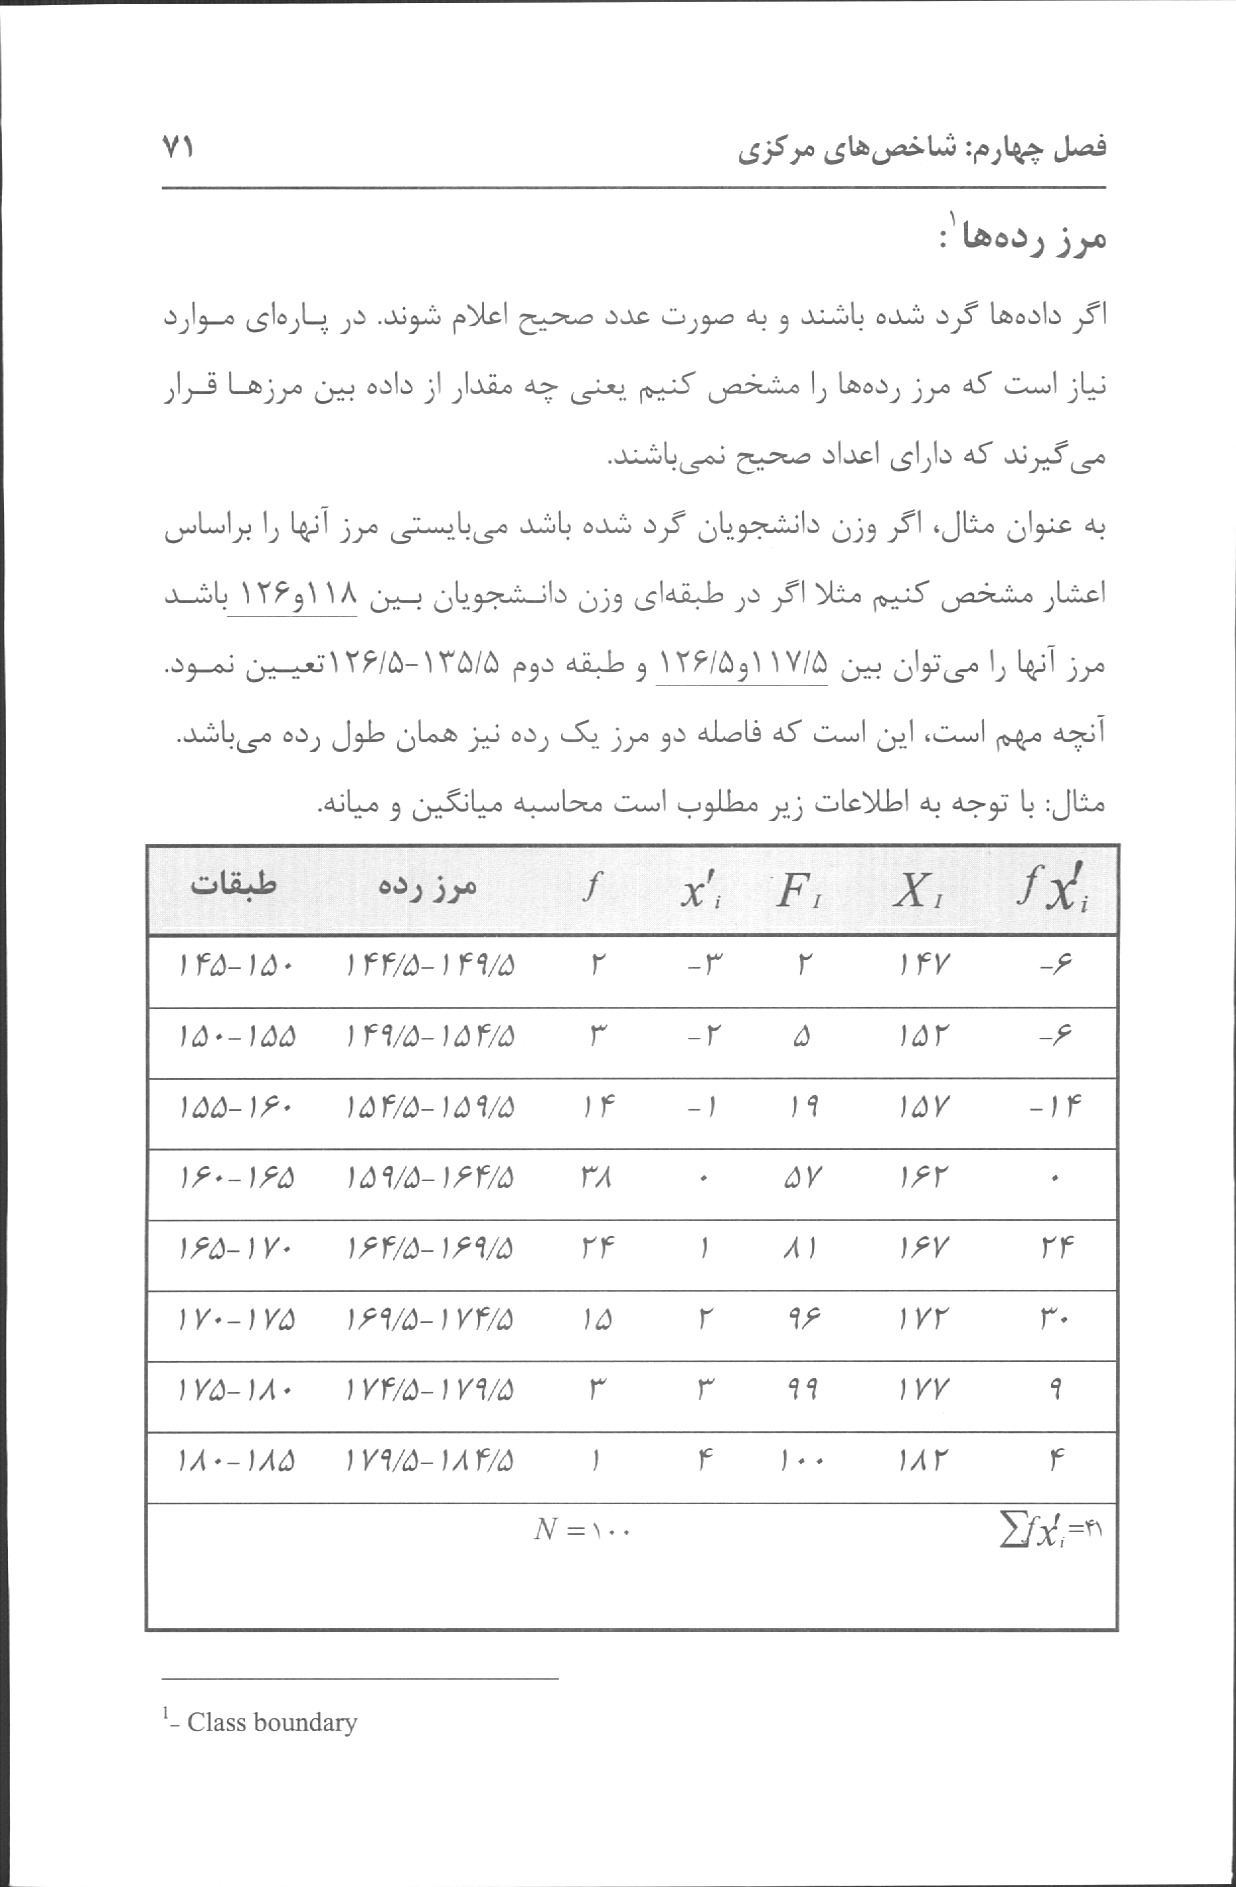 فصل چهارم: شاخص‌های مرکزی ۷۱
مرز رده‌ها۱:
اگر داده‌ها گرد شده باشند و به صورت عدد صحیح اعلام شوند. در پاره‌ای موارد
نیاز است که مرز رده‌ها را مشخص کنیم یعنی چه مقدار از داده بین مرزها قرار
می‌گیرند که دارای اعداد صحیح نمی‌باشند.
به عنوان مثال، اگر وزن دانشجویان گرد شده باشد می‌بایستی مرز آنها را براساس
اعشار مشخص کنیم مثلا اگر در طبقه‌ای وزن دانشجویان بین ۱۱۸و۱۲۶ باشد
مرز آنها را می‌توان بین ۱۱۷/۵و۱۲۶/۵ و طبقه دوم ۱۳۵/۵-۱۲۶/۵تعیین نمود.
آنچه مهم است، این است که فاصله دو مرز یک رده نیز همان طول رده می‌باشد.
مثال: با توجه به اطلاعات زیر مطلوب است محاسبه میانگین و میانه.
طبقات مرز رده f x′i FI XI fx′i
۱۴۵-۱۵۰ ۱۴۴/۵-۱۴۹/۵ ۲ -۳ ۲ ۱۴۷ -۶
۱۵۰-۱۵۵ ۱۴۹/۵-۱۵۴/۵ ۳ -۲ ۵ ۱۵۲ -۶
۱۵۵-۱۶۰ ۱۵۴/۵-۱۵۹/۵ ۱۴ -۱ ۱۹ ۱۵۷ -۱۴
۱۶۰-۱۶۵ ۱۵۹/۵-۱۶۴/۵ ۳۸ ۰ ۵۷ ۱۶۲ ۰
۱۶۵-۱۷۰ ۱۶۴/۵-۱۶۹/۵ ۲۴ ۱ ۸۱ ۱۶۷ ۲۴
۱۷۰-۱۷۵ ۱۶۹/۵-۱۷۴/۵ ۱۵ ۲ ۹۶ ۱۷۲ ۳۰
۱۷۵-۱۸۰ ۱۷۴/۵-۱۷۹/۵ ۳ ۳ ۹۹ ۱۷۷ ۹
۱۸۰-۱۸۵ ۱۷۹/۵-۱۸۴/۵ ۱ ۴ ۱۰۰ ۱۸۲ ۴
N = ۱۰۰ ∑fx′i=۴۱
1- Class boundary